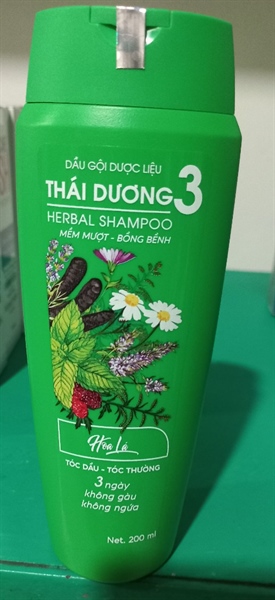 DẦU GỘI DƯỢC LIỆU
THÁI DƯƠNG 3
HERBAL SHAMPOO
MỀM MƯỢT - BỒNG BỀNH
Hoa Lá
TÓC DẦU - TÓC THƯỜNG
3 ngày
không gàu
không ngứa
Net. 200 ml